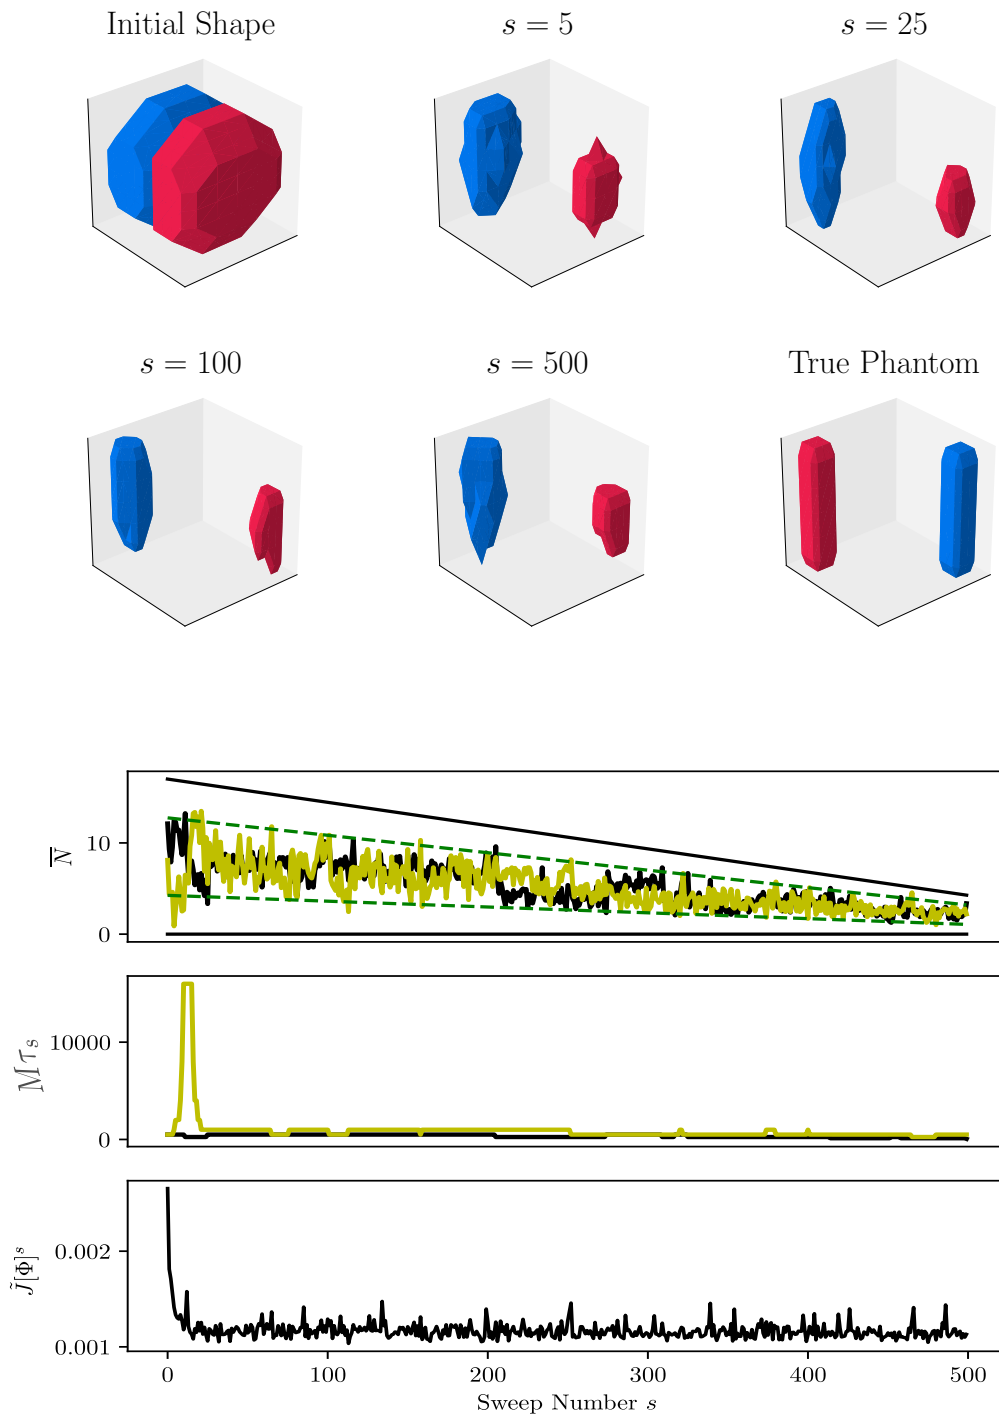 Initial Shape
s = 5
s = 25
s = 100
s = 500
True Phantom
N̅
10
0
Mτₛ
10000
0
J̃[Φ]ˢ
0.002
0.001
0
100
200
300
400
500
Sweep Number s